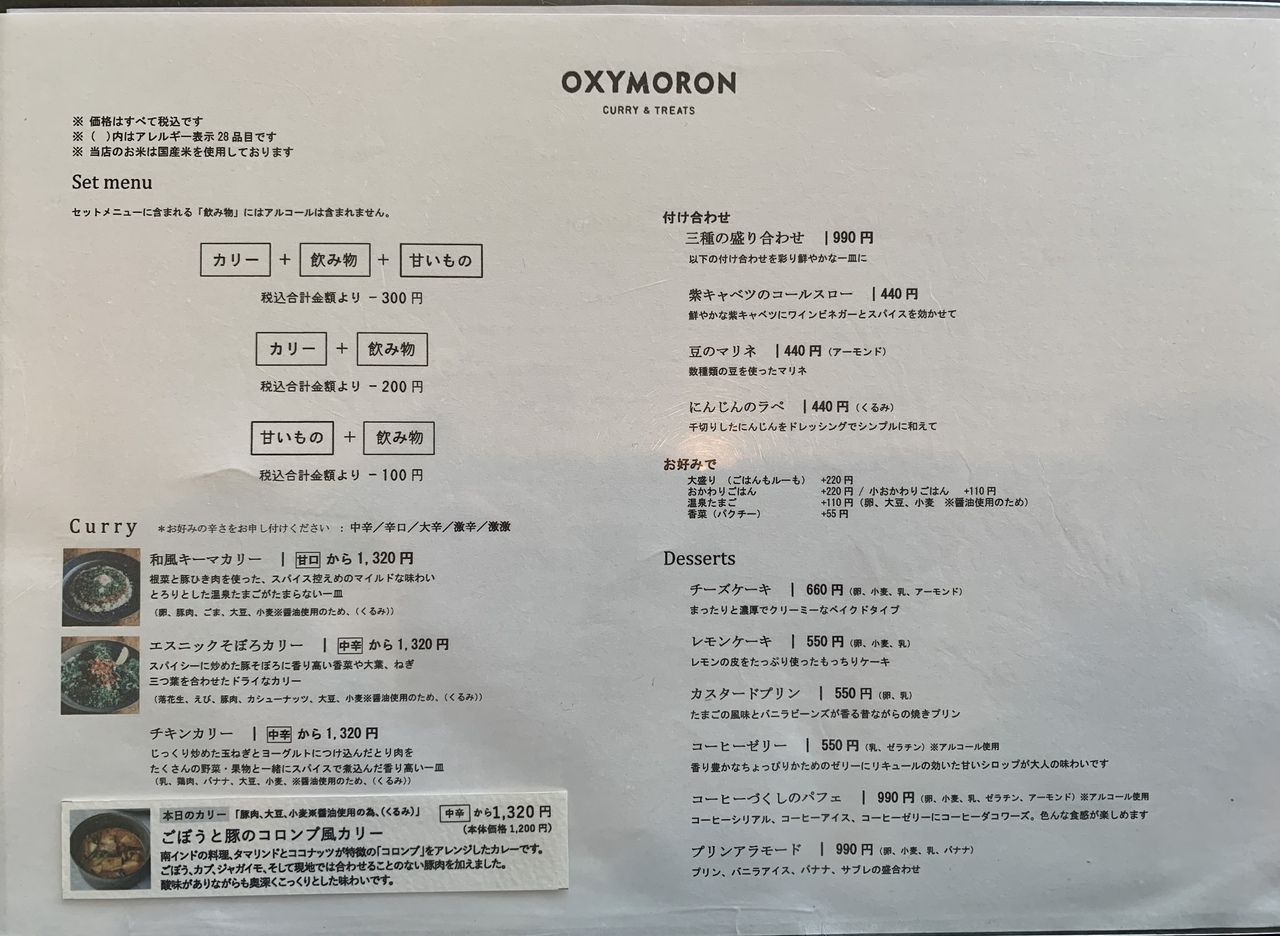 OXYMORON
CURRY & TREATS
※ 価格はすべて税込です
※ (　)内はアレルギー表示28品目です
※ 当店のお米は国産米を使用しております
Set menu
セットメニューに含まれる「飲み物」にはアルコールは含まれません。
カリー + 飲み物 + 甘いもの
税込合計金額より －300 円
カリー + 飲み物
税込合計金額より －200 円
甘いもの + 飲み物
税込合計金額より －100 円
Curry ＊お好みの辛さをお申し付けください ： 中辛／辛口／大辛／激辛／激激
和風キーマカリー | 甘口 から 1,320 円
根菜と豚ひき肉を使った、スパイス控えめのマイルドな味わい
とろりとした温泉たまごがたまらない一皿
（卵、豚肉、ごま、大豆、小麦※醤油使用のため、（くるみ））
エスニックそぼろカリー | 中辛 から 1,320 円
スパイシーに炒めた豚そぼろに香り高い香菜や大葉、ねぎ
三つ葉を合わせたドライなカリー
（落花生、えび、豚肉、カシューナッツ、大豆、小麦※醤油使用のため、（くるみ））
チキンカリー | 中辛 から 1,320 円
じっくり炒めた玉ねぎとヨーグルトにつけ込んだとり肉を
たくさんの野菜・果物と一緒にスパイスで煮込んだ香り高い一皿
（乳、鶏肉、バナナ、大豆、小麦、※醤油使用のため、（くるみ））
本日のカリー 「豚肉、大豆、小麦※醤油使用の為、（くるみ）」 中辛 から1,320 円
ごぼうと豚のコロンブ風カリー （本体価格 1,200 円）
南インドの料理、タマリンドとココナッツが特徴の「コロンブ」をアレンジしたカレーです。
ごぼう、カブ、ジャガイモ、そして現地では合わせることのない豚肉を加えました。
酸味がありながらも奥深くこっくりとした味わいです。
付け合わせ
三種の盛り合わせ | 990 円
以下の付け合わせを彩り鮮やかな一皿に
紫キャベツのコールスロー | 440 円
鮮やかな紫キャベツにワインビネガーとスパイスを効かせて
豆のマリネ | 440 円 （アーモンド）
数種類の豆を使ったマリネ
にんじんのラペ | 440 円 （くるみ）
千切りしたにんじんをドレッシングでシンプルに和えて
お好みで
大盛り （ごはんもルーも） +220 円
おかわりごはん +220 円 / 小おかわりごはん +110 円
温泉たまご +110 円（卵、大豆、小麦 ※醤油使用のため）
香菜（パクチー） +55 円
Desserts
チーズケーキ | 660 円 （卵、小麦、乳、アーモンド）
まったりと濃厚でクリーミーなベイクドタイプ
レモンケーキ | 550 円 （卵、小麦、乳）
レモンの皮をたっぷり使ったもっちりケーキ
カスタードプリン | 550 円 （卵、乳）
たまごの風味とバニラビーンズが香る昔ながらの焼きプリン
コーヒーゼリー | 550 円 （乳、ゼラチン）※アルコール使用
香り豊かなちょっぴりかためのゼリーにリキュールの効いた甘いシロップが大人の味わいです
コーヒーづくしのパフェ | 990 円 （卵、小麦、乳、ゼラチン、アーモンド）※アルコール使用
コーヒーシリアル、コーヒーアイス、コーヒーゼリーにコーヒーダコワーズ。色んな食感が楽しめます
プリンアラモード | 990 円 （卵、小麦、乳、バナナ）
プリン、バニラアイス、バナナ、サブレの盛合わせ